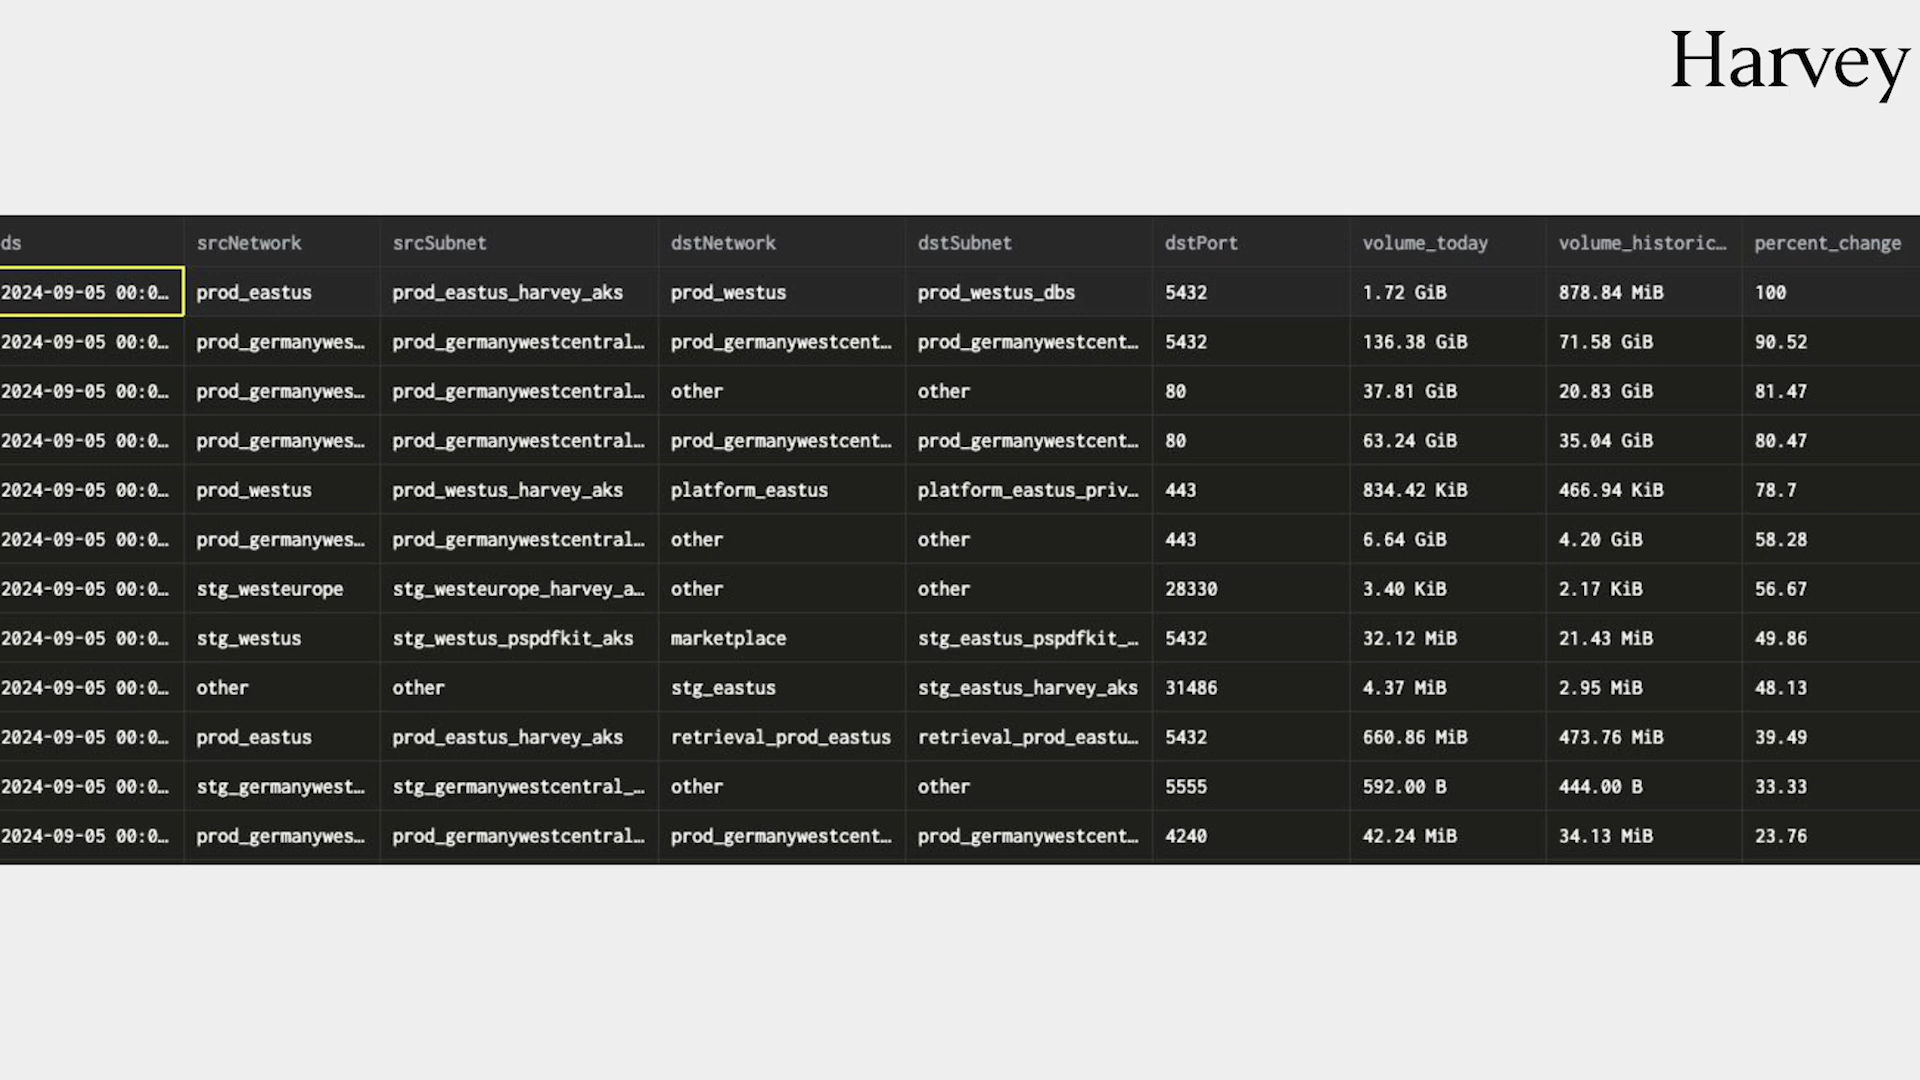 Harvey
ds srcNetwork srcSubnet dstNetwork dstSubnet dstPort volume_today volume_historic… percent_change
2024-09-05 00:0… prod_eastus prod_eastus_harvey_aks prod_westus prod_westus_dbs 5432 1.72 GiB 878.84 MiB 100
2024-09-05 00:0… prod_germanywes… prod_germanywestcentral… prod_germanywestcent… prod_germanywestcent… 5432 136.38 GiB 71.58 GiB 90.52
2024-09-05 00:0… prod_germanywes… prod_germanywestcentral… other other 80 37.81 GiB 20.83 GiB 81.47
2024-09-05 00:0… prod_germanywes… prod_germanywestcentral… prod_germanywestcent… prod_germanywestcent… 80 63.24 GiB 35.04 GiB 80.47
2024-09-05 00:0… prod_westus prod_westus_harvey_aks platform_eastus platform_eastus_priv… 443 834.42 KiB 466.94 KiB 78.7
2024-09-05 00:0… prod_germanywes… prod_germanywestcentral… other other 443 6.64 GiB 4.20 GiB 58.28
2024-09-05 00:0… stg_westeurope stg_westeurope_harvey_a… other other 28330 3.40 KiB 2.17 KiB 56.67
2024-09-05 00:0… stg_westus stg_westus_pspdfkit_aks marketplace stg_eastus_pspdfkit_… 5432 32.12 MiB 21.43 MiB 49.86
2024-09-05 00:0… other other stg_eastus stg_eastus_harvey_aks 31486 4.37 MiB 2.95 MiB 48.13
2024-09-05 00:0… prod_eastus prod_eastus_harvey_aks retrieval_prod_eastus retrieval_prod_eastu… 5432 660.86 MiB 473.76 MiB 39.49
2024-09-05 00:0… stg_germanywest… stg_germanywestcentral_… other other 5555 592.00 B 444.00 B 33.33
2024-09-05 00:0… prod_germanywes… prod_germanywestcentral… prod_germanywestcent… prod_germanywestcent… 4240 42.24 MiB 34.13 MiB 23.76